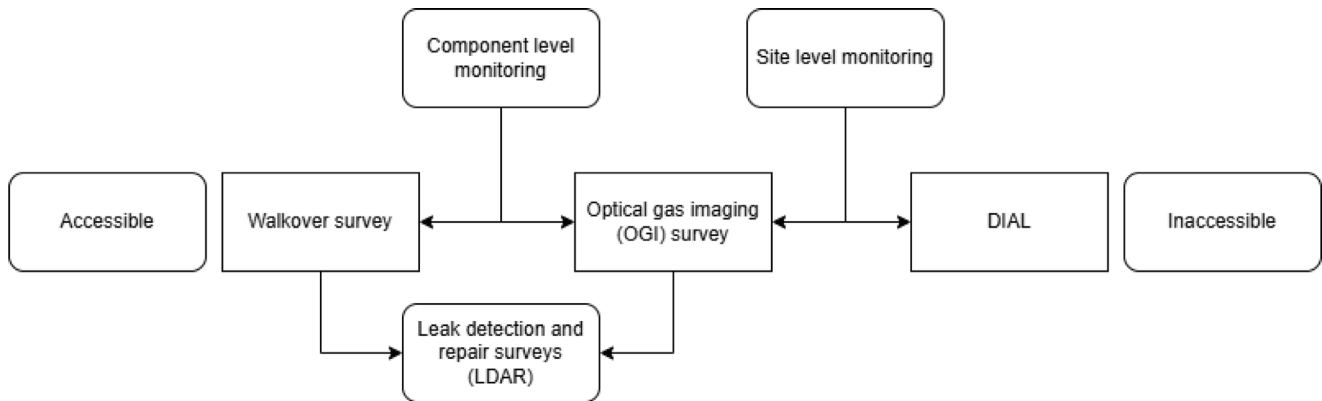 Component level
monitoring
Site level monitoring
Accessible
Walkover survey
Optical gas imaging
(OGI) survey
DIAL
Inaccessible
Leak detection and
repair surveys
(LDAR)